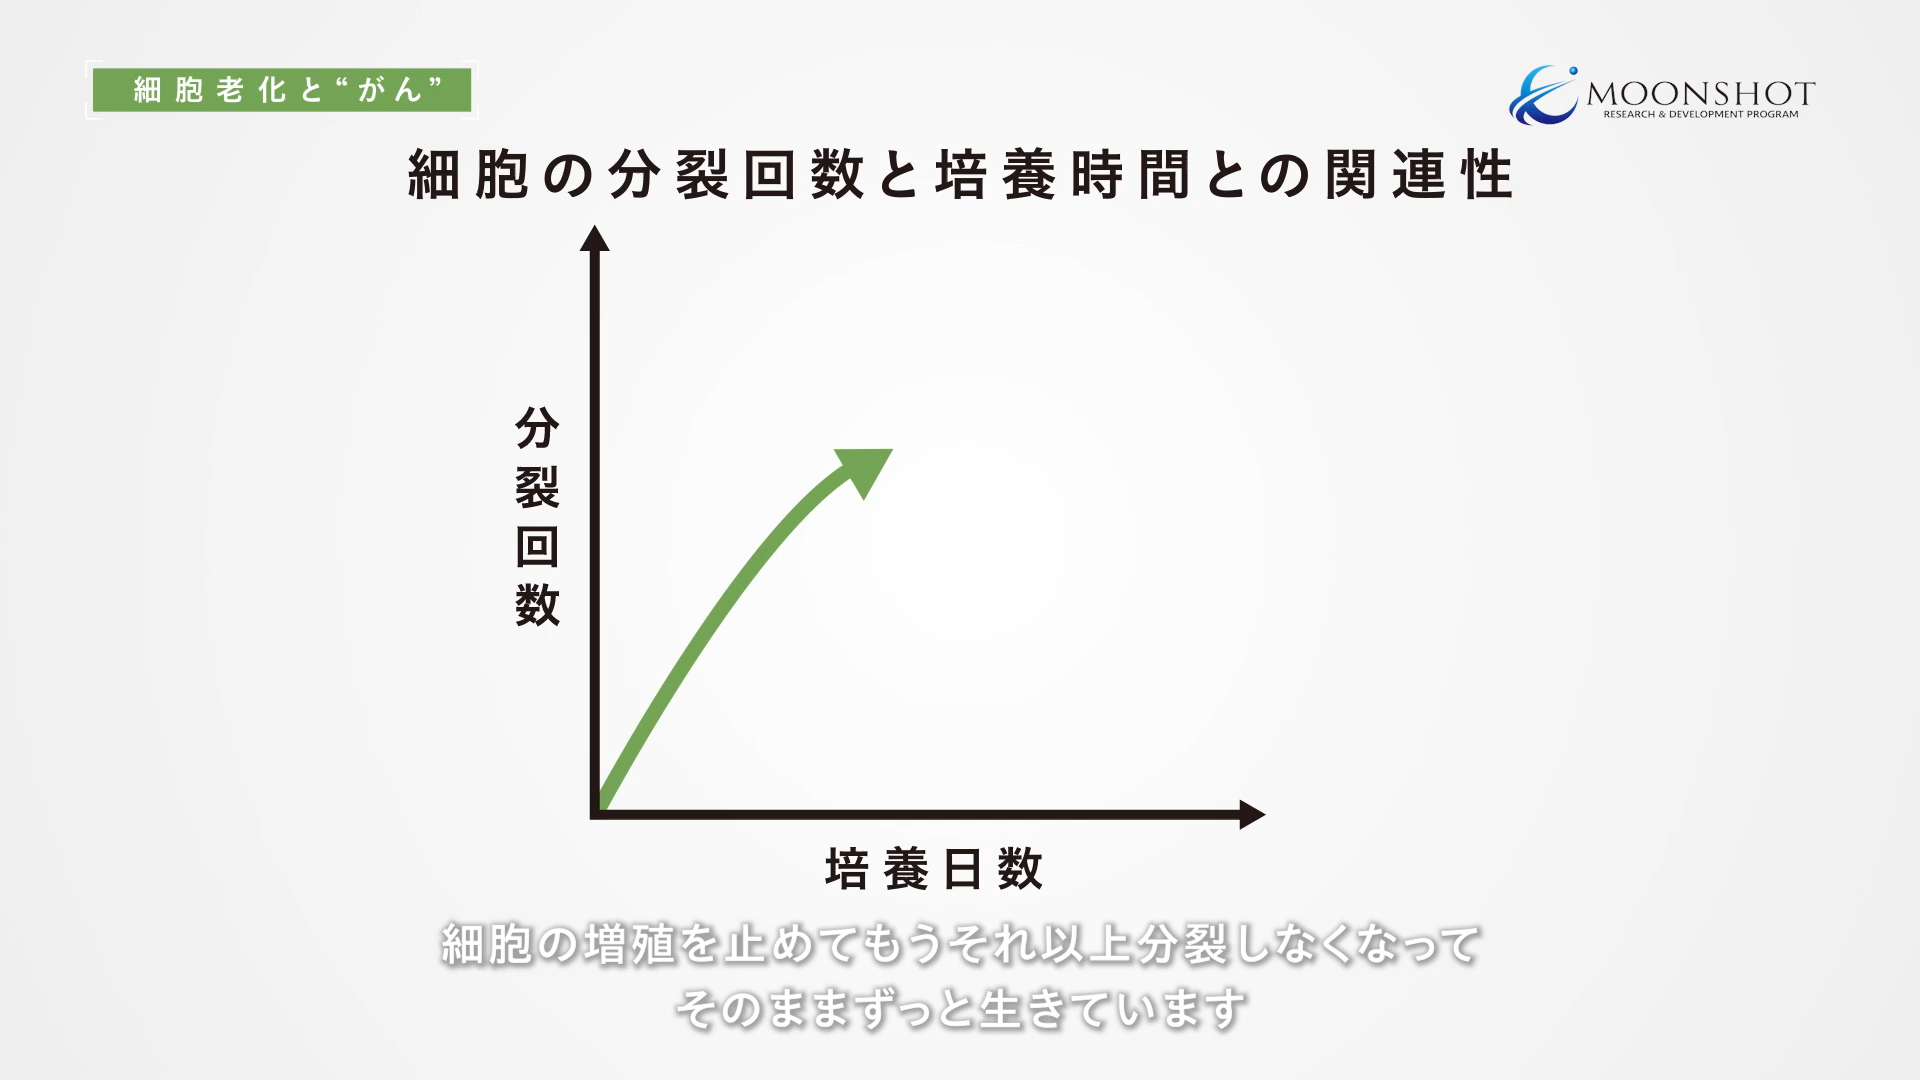 細胞老化と“がん”
MOONSHOT
RESEARCH & DEVELOPMENT PROGRAM
細胞の分裂回数と培養時間との関連性
分裂回数
培養日数
細胞の増殖を止めてもうそれ以上分裂しなくなって
そのままずっと生きています